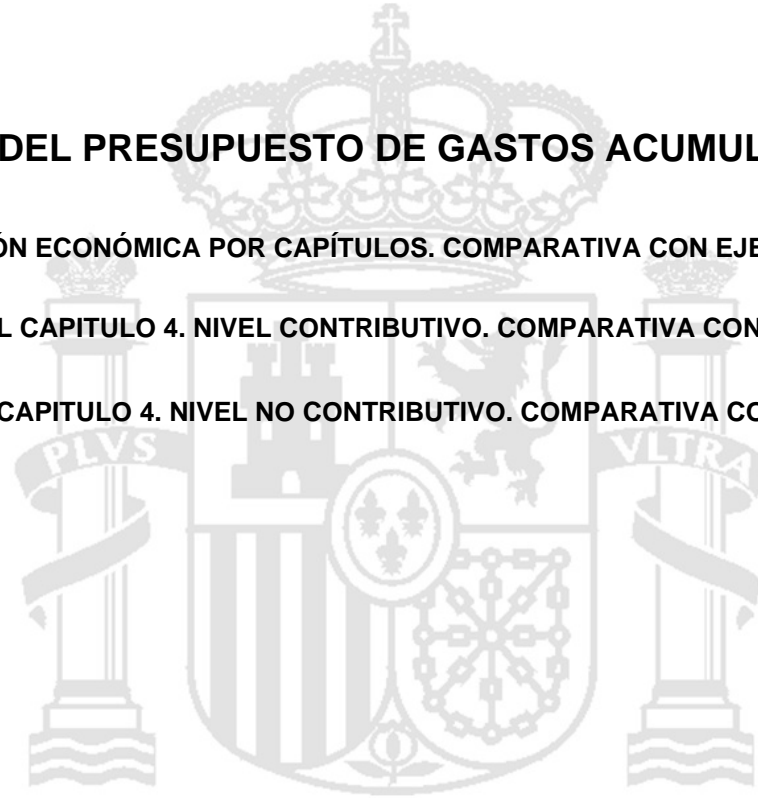 DEL PRESUPUESTO DE GASTOS ACUMUL
ÓN ECONÓMICA POR CAPÍTULOS. COMPARATIVA CON EJE
L CAPITULO 4. NIVEL CONTRIBUTIVO. COMPARATIVA CON
CAPITULO 4. NIVEL NO CONTRIBUTIVO. COMPARATIVA CO
PLVS VLTRA